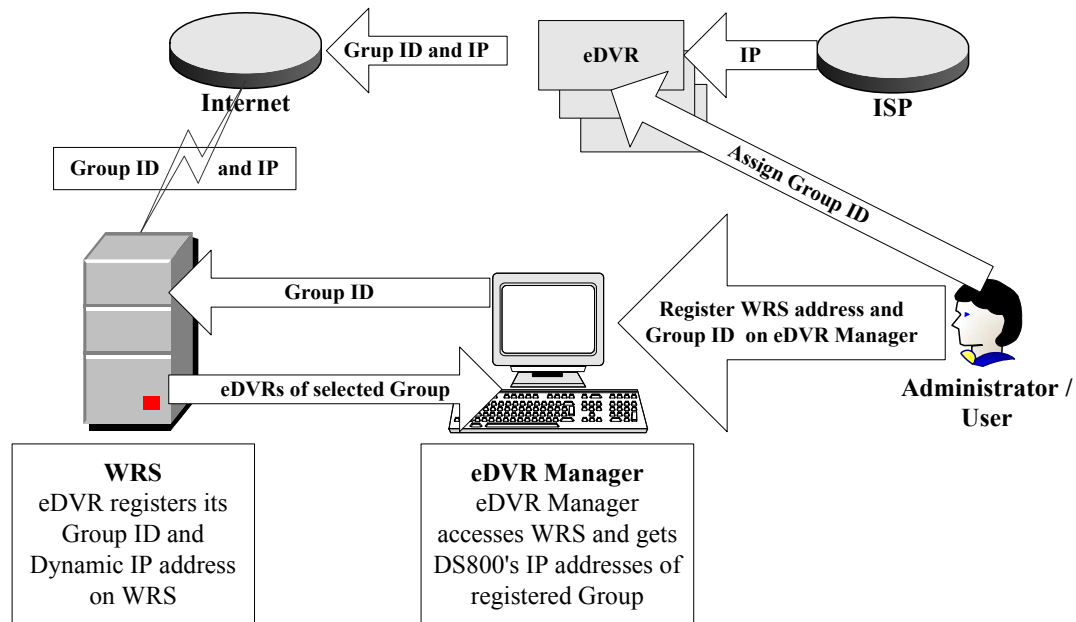 Grup ID and IP
eDVR
IP
Internet
ISP
Group ID and IP
Assign Group ID
Group ID
Register WRS address and
Group ID on eDVR Manager
eDVRs of selected Group
Administrator /
User
WRS
eDVR registers its
Group ID and
Dynamic IP address
on WRS
eDVR Manager
eDVR Manager
accesses WRS and gets
DS800's IP addresses of
registered Group